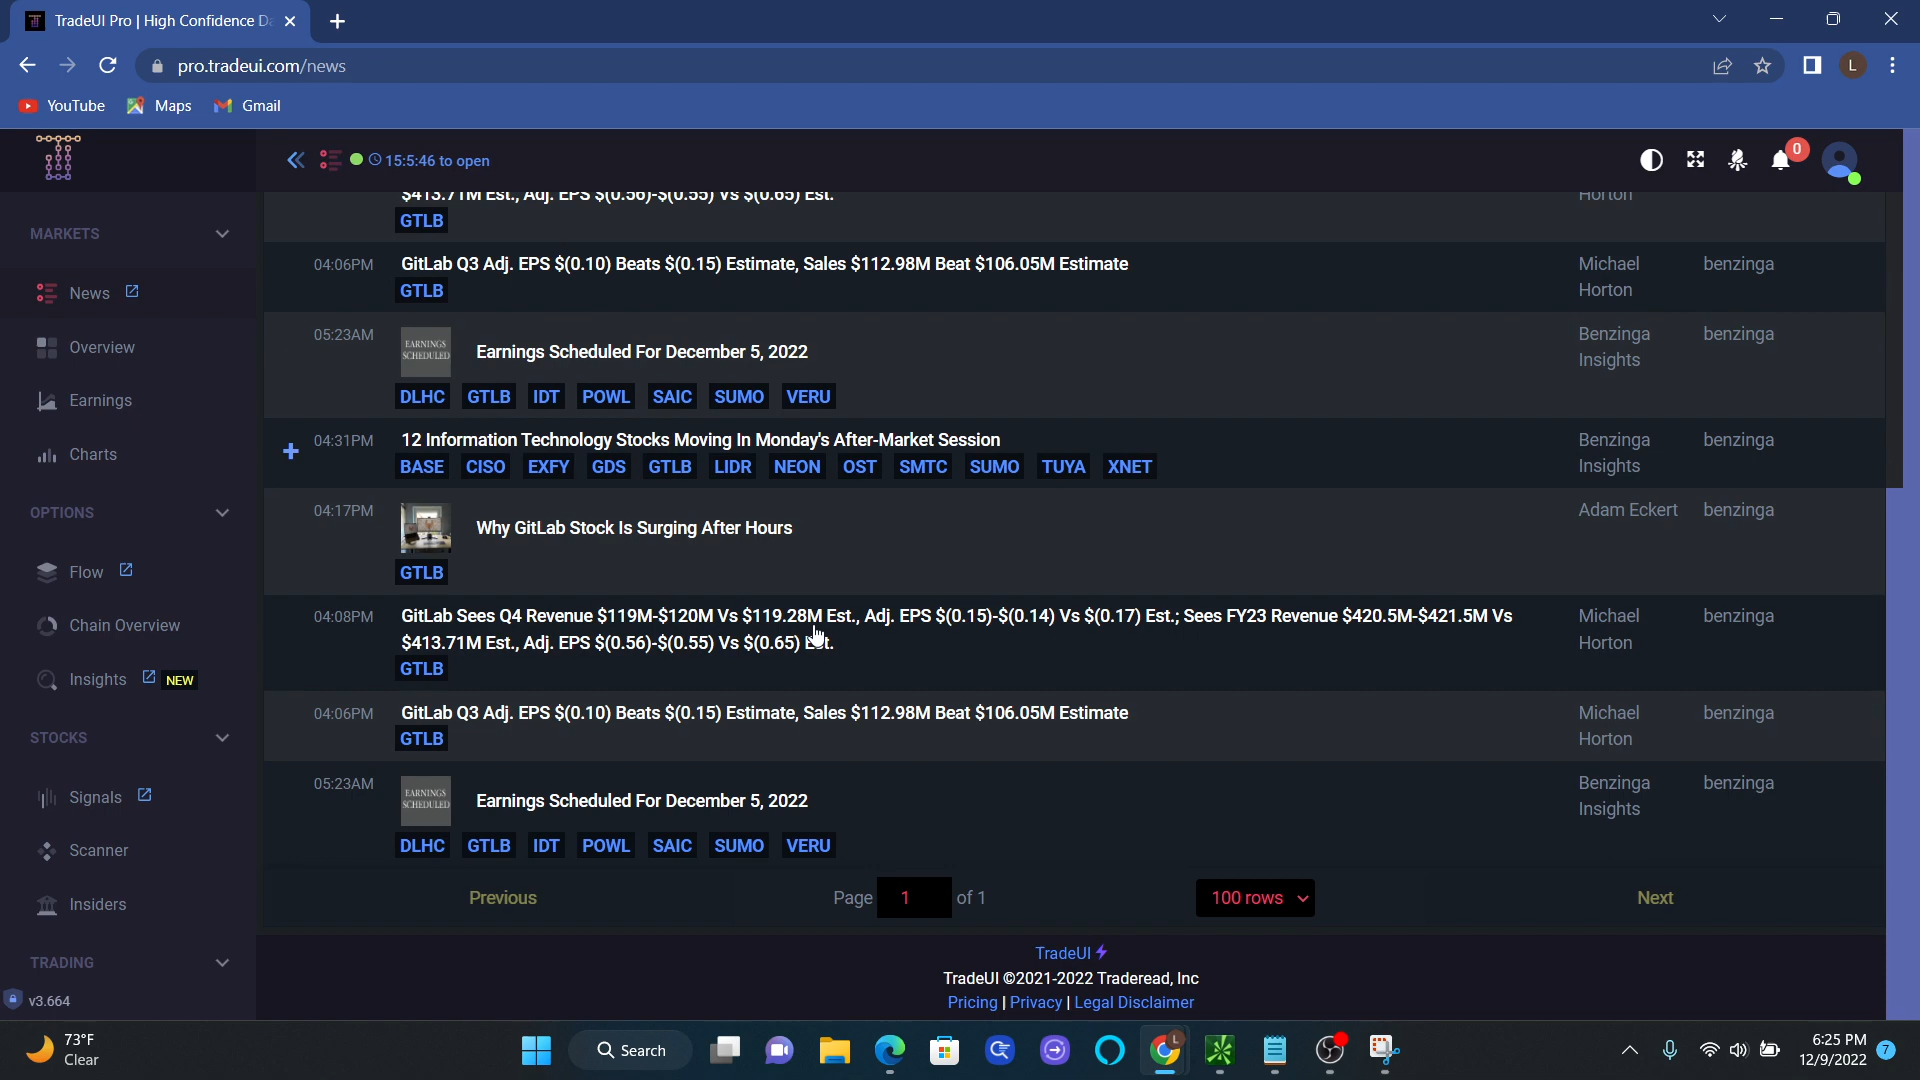 TradeUI Pro | High Confidence Da
pro.tradeui.com/news
L
YouTube Maps Gmail
15:5:46 to open
0
$413.71M Est., Adj. EPS $(0.56)-$(0.55) Vs $(0.65) Est. Horton
GTLB
MARKETS
04:06PM GitLab Q3 Adj. EPS $(0.10) Beats $(0.15) Estimate, Sales $112.98M Beat $106.05M Estimate Michael benzinga
GTLB Horton
News
05:23AM Benzinga benzinga
EARNINGS SCHEDULED Earnings Scheduled For December 5, 2022 Insights
Overview
DLHC GTLB IDT POWL SAIC SUMO VERU
Earnings
04:31PM 12 Information Technology Stocks Moving In Monday's After-Market Session Benzinga benzinga
Charts
BASE CISO EXFY GDS GTLB LIDR NEON OST SMTC SUMO TUYA XNET Insights
OPTIONS
04:17PM Why GitLab Stock Is Surging After Hours Adam Eckert benzinga
Flow
GTLB
04:08PM GitLab Sees Q4 Revenue $119M-$120M Vs $119.28M Est., Adj. EPS $(0.15)-$(0.14) Vs $(0.17) Est.; Sees FY23 Revenue $420.5M-$421.5M Vs Michael benzinga
Chain Overview
$413.71M Est., Adj. EPS $(0.56)-$(0.55) Vs $(0.65) Est. Horton
GTLB
Insights NEW
04:06PM GitLab Q3 Adj. EPS $(0.10) Beats $(0.15) Estimate, Sales $112.98M Beat $106.05M Estimate Michael benzinga
STOCKS
GTLB Horton
05:23AM Benzinga benzinga
Signals
EARNINGS SCHEDULED Earnings Scheduled For December 5, 2022 Insights
DLHC GTLB IDT POWL SAIC SUMO VERU
Scanner
Previous Page 1 of 1 100 rows Next
Insiders
TradeUI
TRADING
TradeUI ©2021-2022 Traderead, Inc
Pricing | Privacy | Legal Disclaimer
v3.664
73°F
Clear
Search
L
6:25 PM
12/9/2022
7